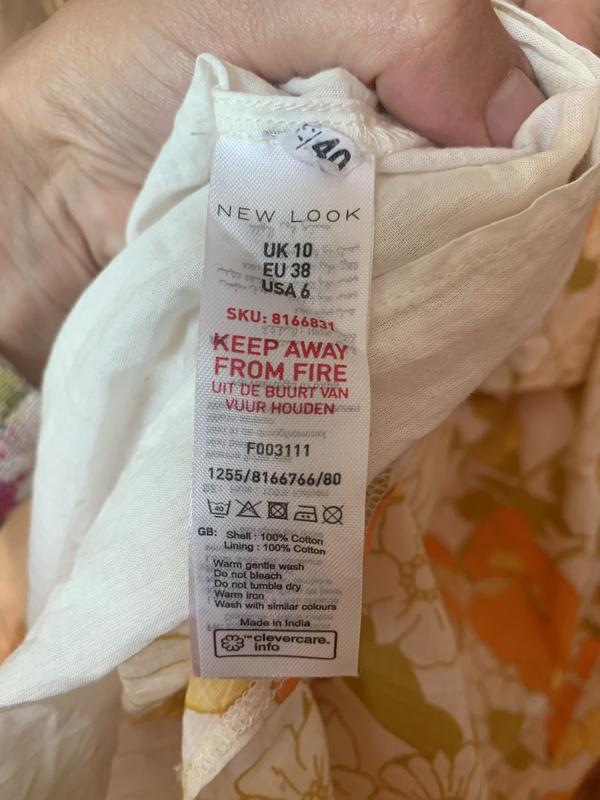 40
NEW LOOK
UK 10
EU 38
USA 6
SKU: 8166831
KEEP AWAY
FROM FIRE
UIT DE BUURT VAN
VUUR HOUDEN
F003111
1255/8166766/80
40
GB: Shell : 100% Cotton
Lining : 100% Cotton
Warm gentle wash
Do not bleach
Do not tumble dry
Warm iron
Wash with similar colours
Made in India
™clevercare.
info